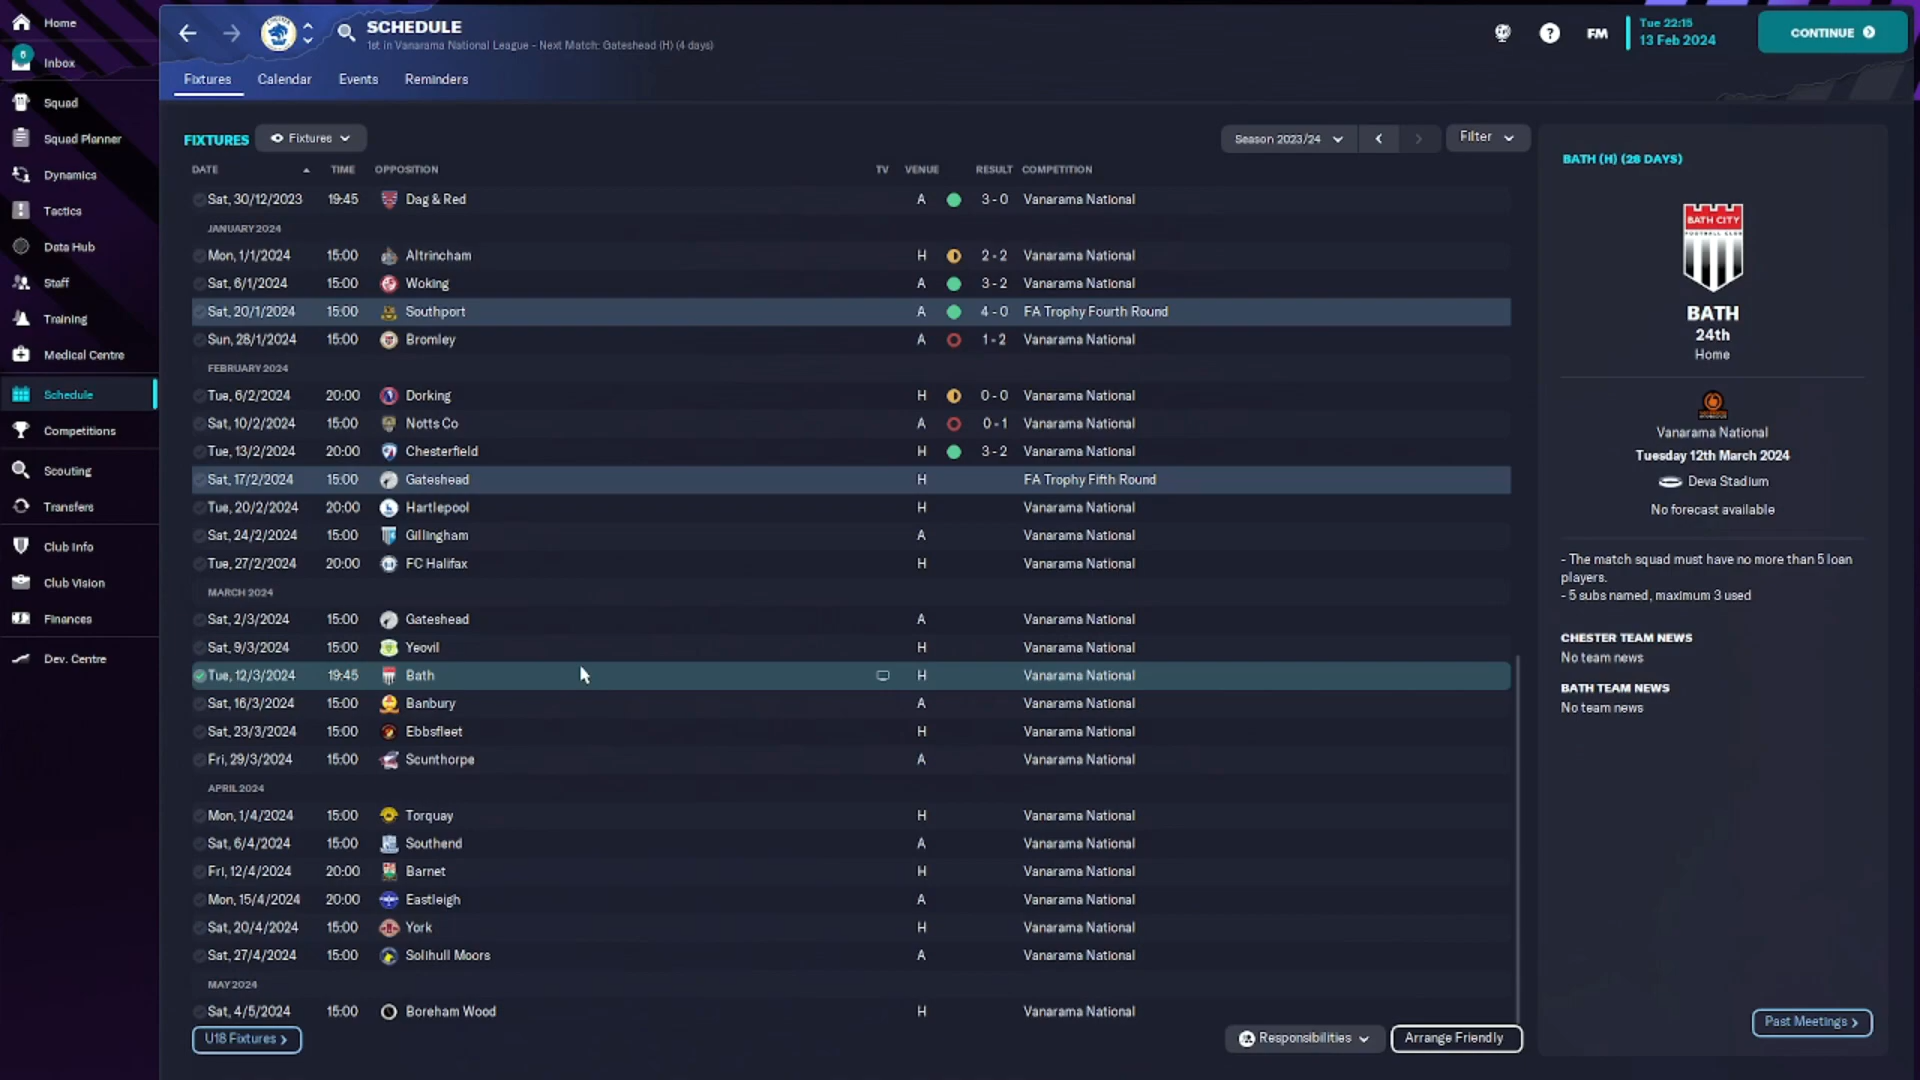 Home
6
Inbox
Squad
Squad Planner
Dynamics
Tactics
Data Hub
Staff
Training
Medical Centre
Schedule
Competitions
Scouting
Transfers
Club Info
Club Vision
Finances
Dev. Centre
SCHEDULE
1st in Vanarama National League - Next Match: Gateshead (H) (4 days)
? FM Tue 22:15
13 Feb 2024
CONTINUE
Fixtures Calendar Events Reminders
FIXTURES Fixtures Season 2023/24 < > Filter
DATE TIME OPPOSITION TV VENUE RESULT COMPETITION
Sat, 30/12/2023 19:45 Dag & Red A 3 - 0 Vanarama National
JANUARY 2024
Mon, 1/1/2024 15:00 Altrincham H 2 - 2 Vanarama National
Sat, 6/1/2024 15:00 Woking A 3 - 2 Vanarama National
Sat, 20/1/2024 15:00 Southport A 4 - 0 FA Trophy Fourth Round
Sun, 28/1/2024 15:00 Bromley A 1 - 2 Vanarama National
FEBRUARY 2024
Tue, 6/2/2024 20:00 Dorking H 0 - 0 Vanarama National
Sat, 10/2/2024 15:00 Notts Co A 0 - 1 Vanarama National
Tue, 13/2/2024 20:00 Chesterfield H 3 - 2 Vanarama National
Sat, 17/2/2024 15:00 Gateshead H FA Trophy Fifth Round
Tue, 20/2/2024 20:00 Hartlepool H Vanarama National
Sat, 24/2/2024 15:00 Gillingham A Vanarama National
Tue, 27/2/2024 20:00 FC Halifax H Vanarama National
MARCH 2024
Sat, 2/3/2024 15:00 Gateshead A Vanarama National
Sat, 9/3/2024 15:00 Yeovil H Vanarama National
Tue, 12/3/2024 19:45 Bath H Vanarama National
Sat, 16/3/2024 15:00 Banbury A Vanarama National
Sat, 23/3/2024 15:00 Ebbsfleet H Vanarama National
Fri, 29/3/2024 15:00 Scunthorpe A Vanarama National
APRIL 2024
Mon, 1/4/2024 15:00 Torquay H Vanarama National
Sat, 6/4/2024 15:00 Southend A Vanarama National
Fri, 12/4/2024 20:00 Barnet H Vanarama National
Mon, 15/4/2024 20:00 Eastleigh A Vanarama National
Sat, 20/4/2024 15:00 York H Vanarama National
Sat, 27/4/2024 15:00 Solihull Moors A Vanarama National
MAY 2024
Sat, 4/5/2024 15:00 Boreham Wood H Vanarama National
U18 Fixtures > Responsibilities Arrange Friendly
BATH (H) (28 DAYS)
BATH CITY
FOOTBALL CLUB
BATH
24th
Home
Vanarama National
Tuesday 12th March 2024
Deva Stadium
No forecast available
- The match squad must have no more than 5 loan
players.
- 5 subs named, maximum 3 used
CHESTER TEAM NEWS
No team news
BATH TEAM NEWS
No team news
Past Meetings >